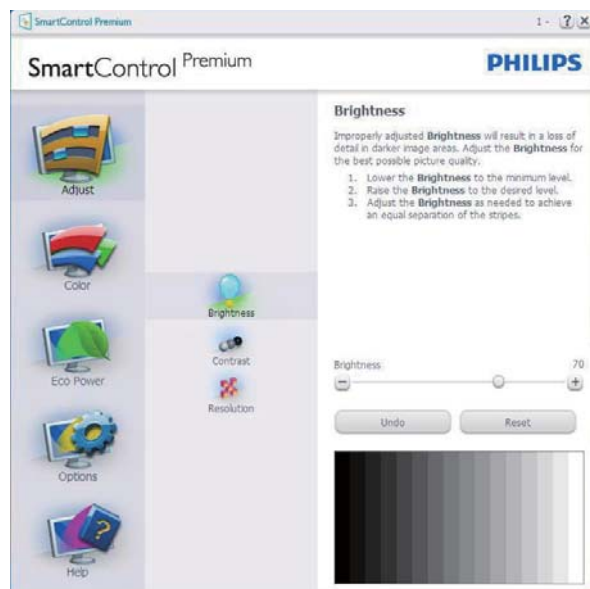 SmartControl Premium
1 - ? X
SmartControl Premium
PHILIPS
Adjust
Color
Eco Power
Options
Help
Brightness
Contrast
Resolution
Brightness
Improperly adjusted Brightness will result in a loss of
detail in darker image areas. Adjust the Brightness for
the best possible picture quality.
1. Lower the Brightness to the minimum level.
2. Raise the Brightness to the desired level.
3. Adjust the Brightness as needed to achieve
an equal separation of the stripes.
Brightness 70
Undo Reset